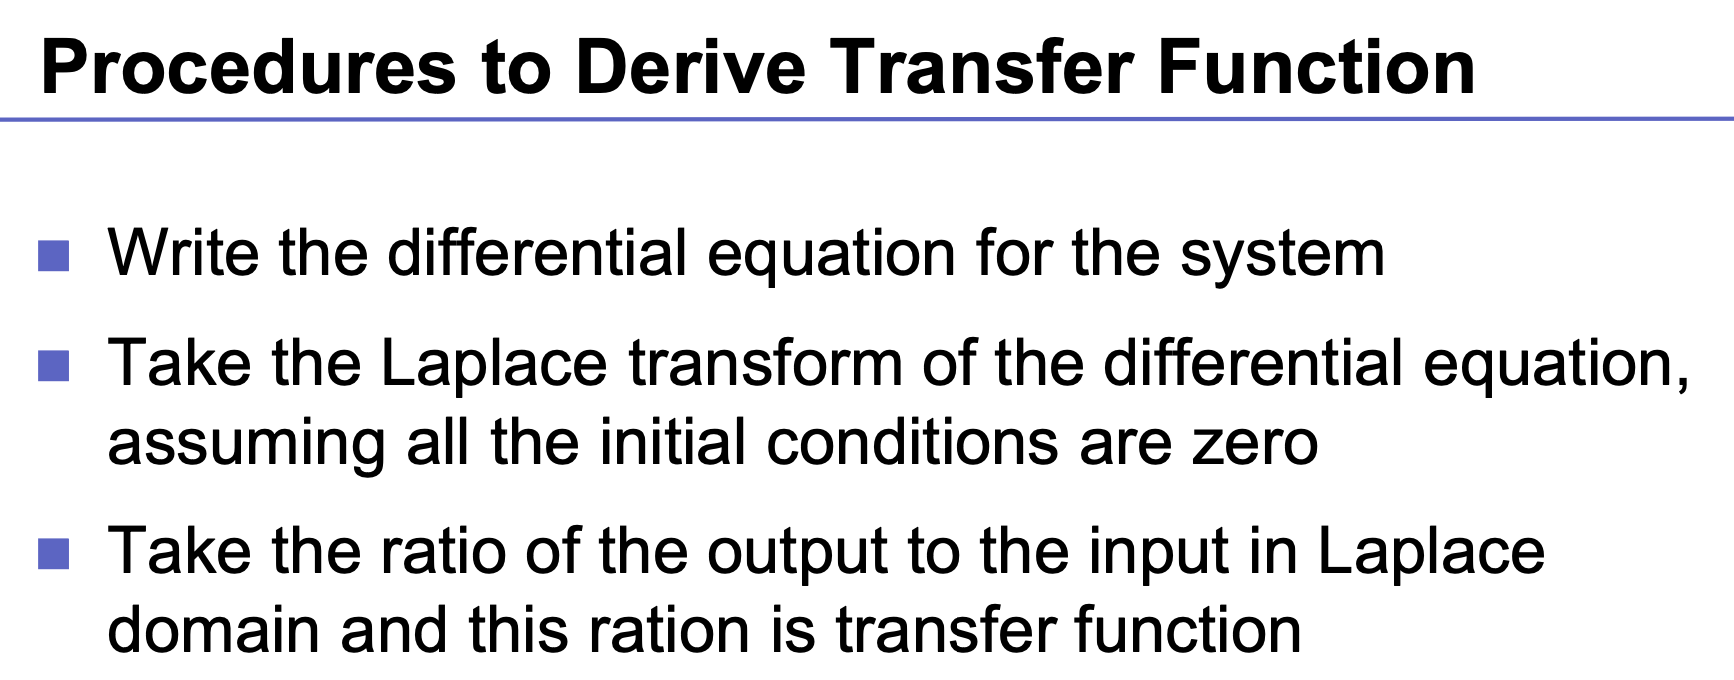 Procedures to Derive Transfer Function
Write the differential equation for the system
Take the Laplace transform of the differential equation,
assuming all the initial conditions are zero
Take the ratio of the output to the input in Laplace
domain and this ration is transfer function